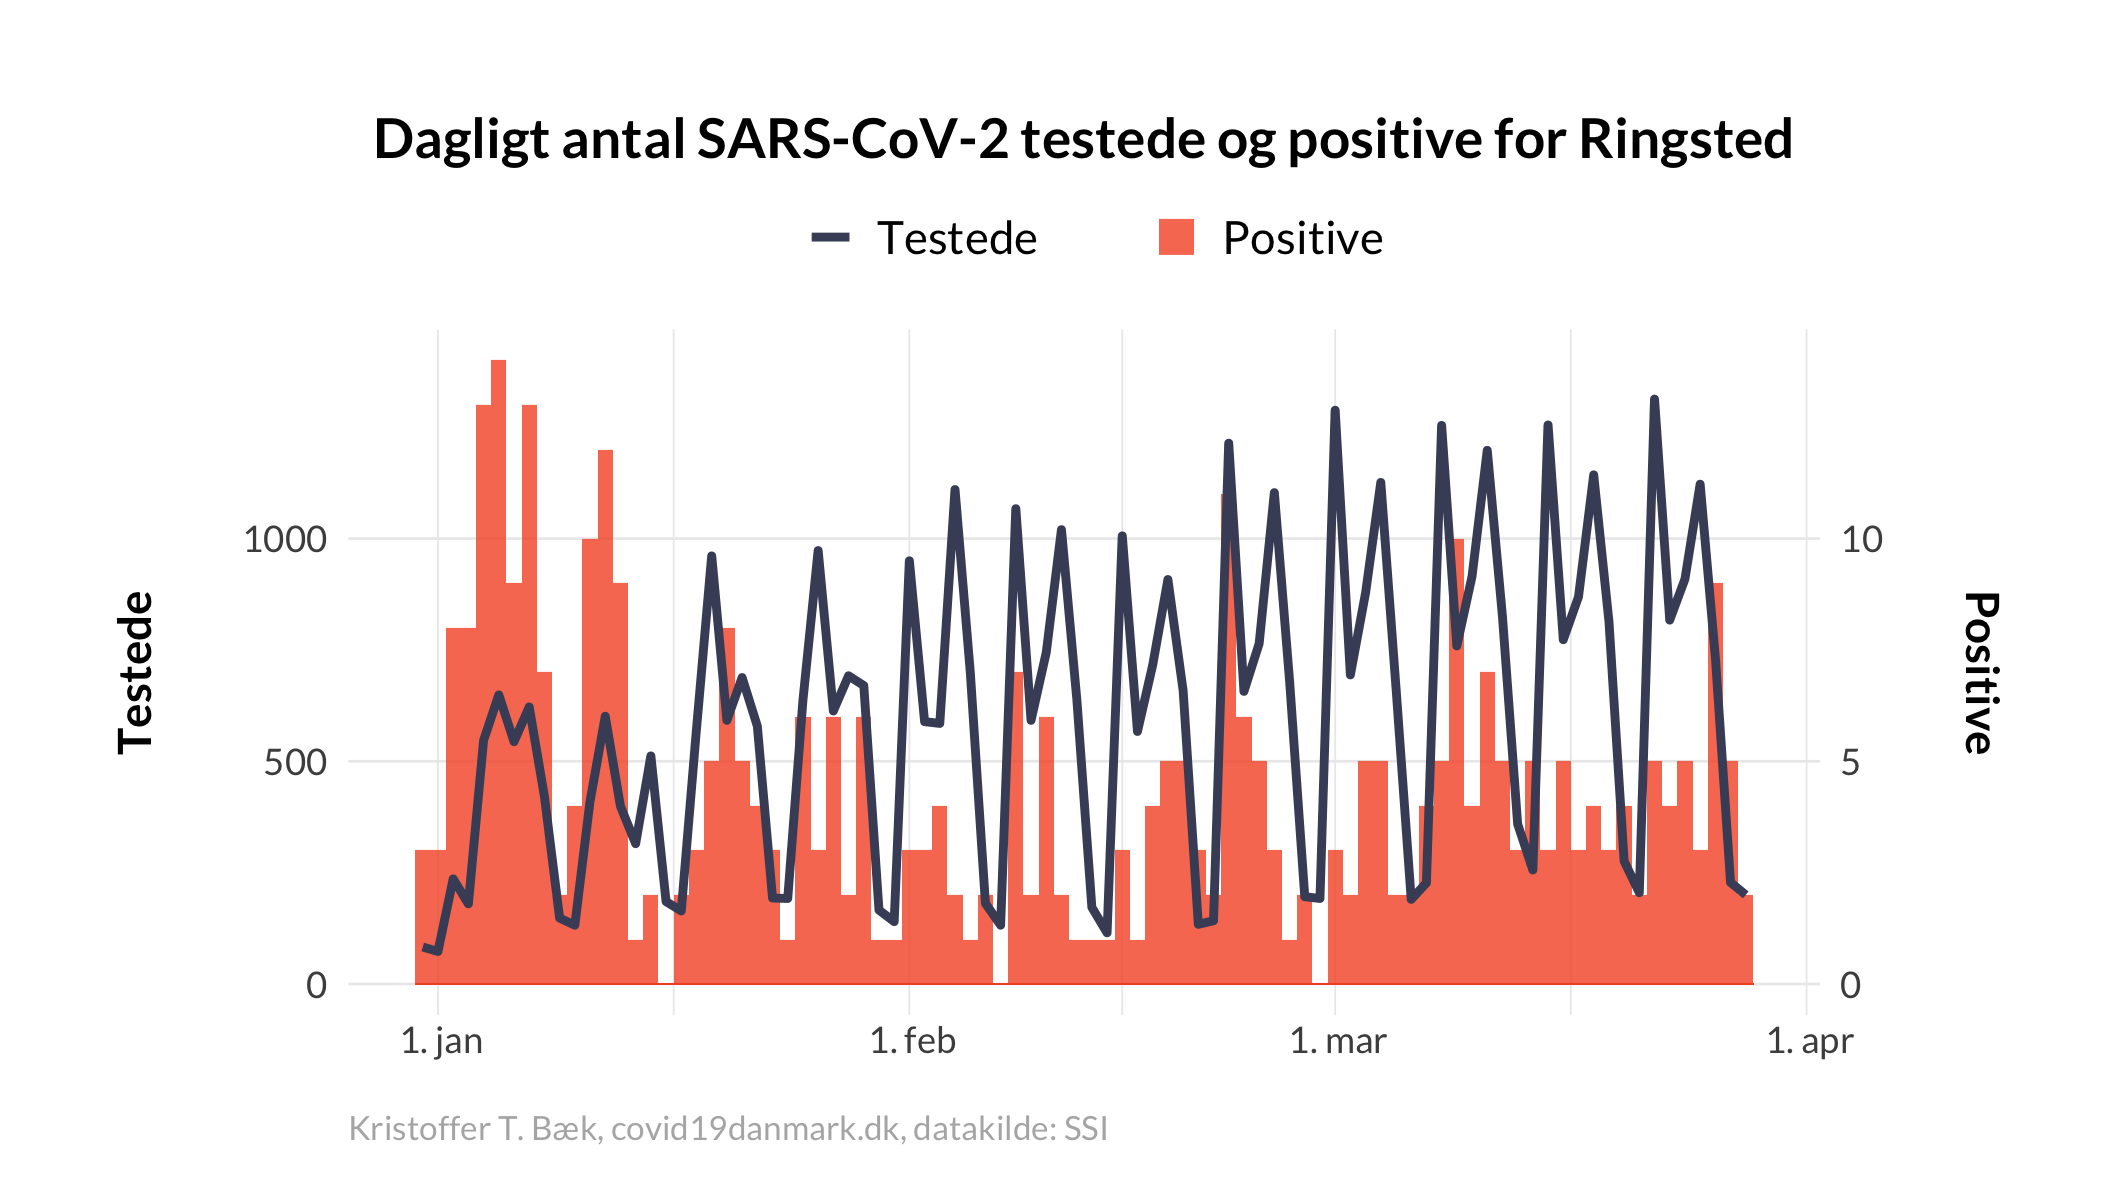 Dagligt antal SARS-CoV-2 testede og positive for Ringsted
Testede
Positive
Testede
1000
500
0
10
5
0
Positive
1. jan
1. feb
1. mar
1. apr
Kristoffer T. Bæk, covid19danmark.dk, datakilde: SSI